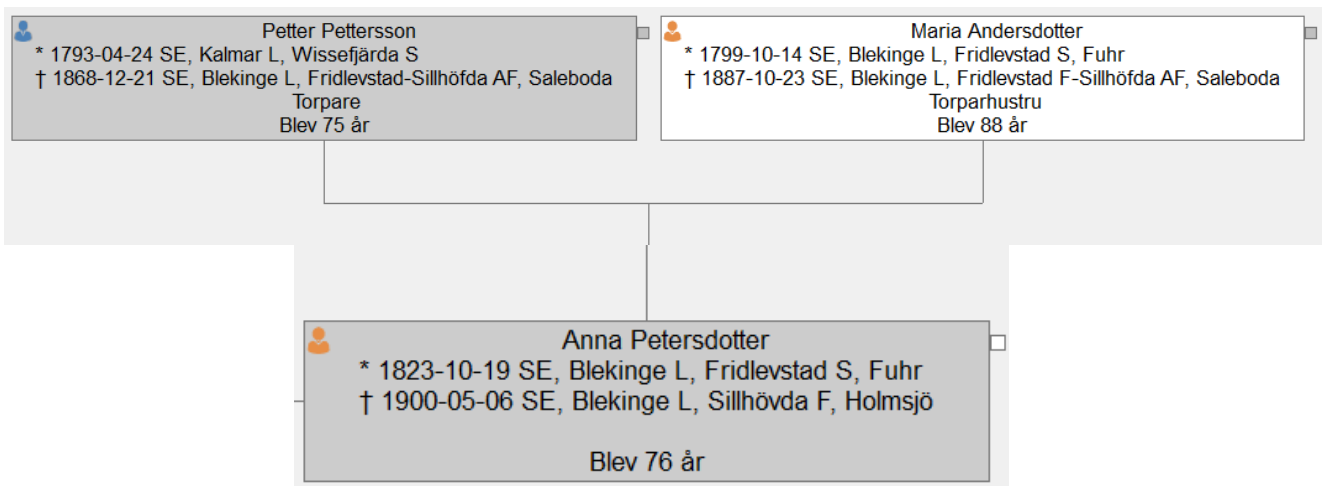 Petter Pettersson
* 1793-04-24 SE, Kalmar L, Wissefjärda S
† 1868-12-21 SE, Blekinge L, Fridlevstad-Sillhöfda AF, Saleboda
Torpare
Blev 75 år
Maria Andersdotter
* 1799-10-14 SE, Blekinge L, Fridlevstad S, Fuhr
† 1887-10-23 SE, Blekinge L, Fridlevstad F-Sillhöfda AF, Saleboda
Torparhustru
Blev 88 år
Anna Petersdotter
* 1823-10-19 SE, Blekinge L, Fridlevstad S, Fuhr
† 1900-05-06 SE, Blekinge L, Sillhövda F, Holmsjö
Blev 76 år